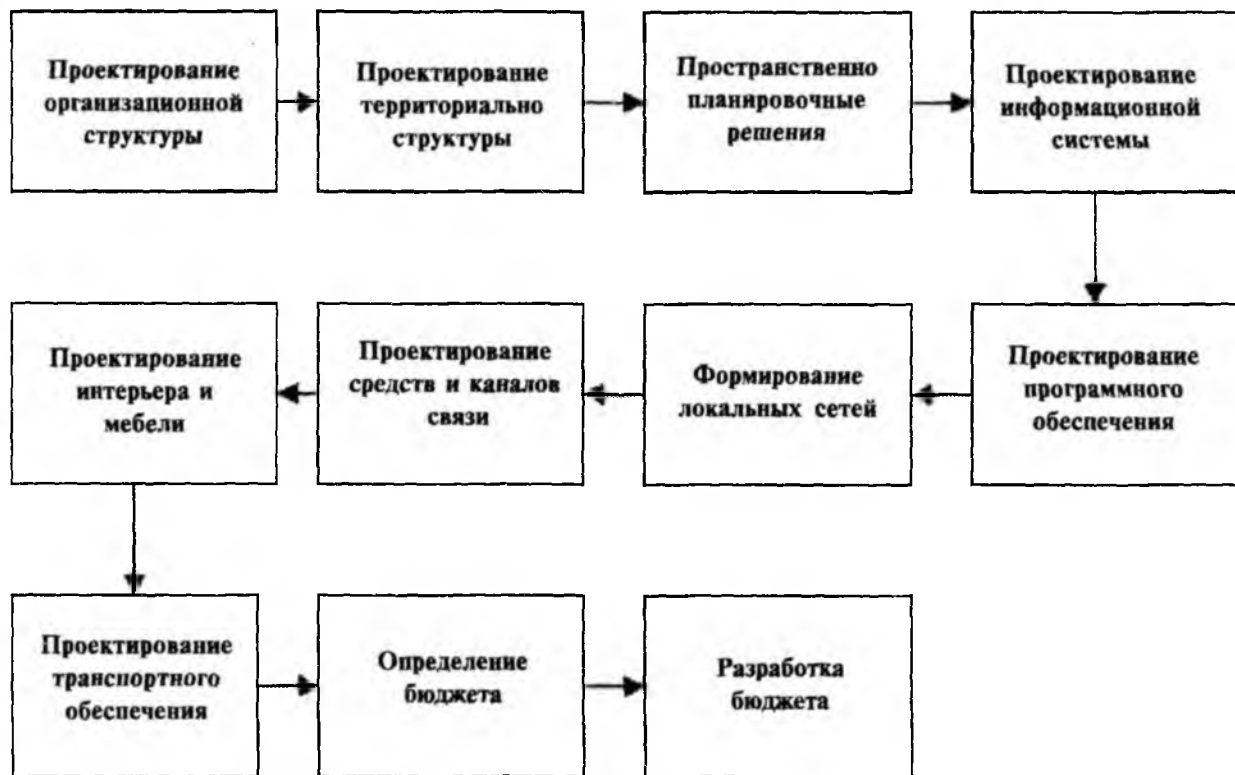 Проектирование
организационной
структуры
Проектирование
территориально
структуры
Пространственно
планировочные
решения
Проектирование
информационной
системы
Проектирование
интерьера и
мебели
Проектирование
средств и каналов
связи
Формирование
локальных сетей
Проектирование
программного
обеспечения
Проектирование
транспортного
обеспечения
Определение
бюджета
Разработка
бюджета